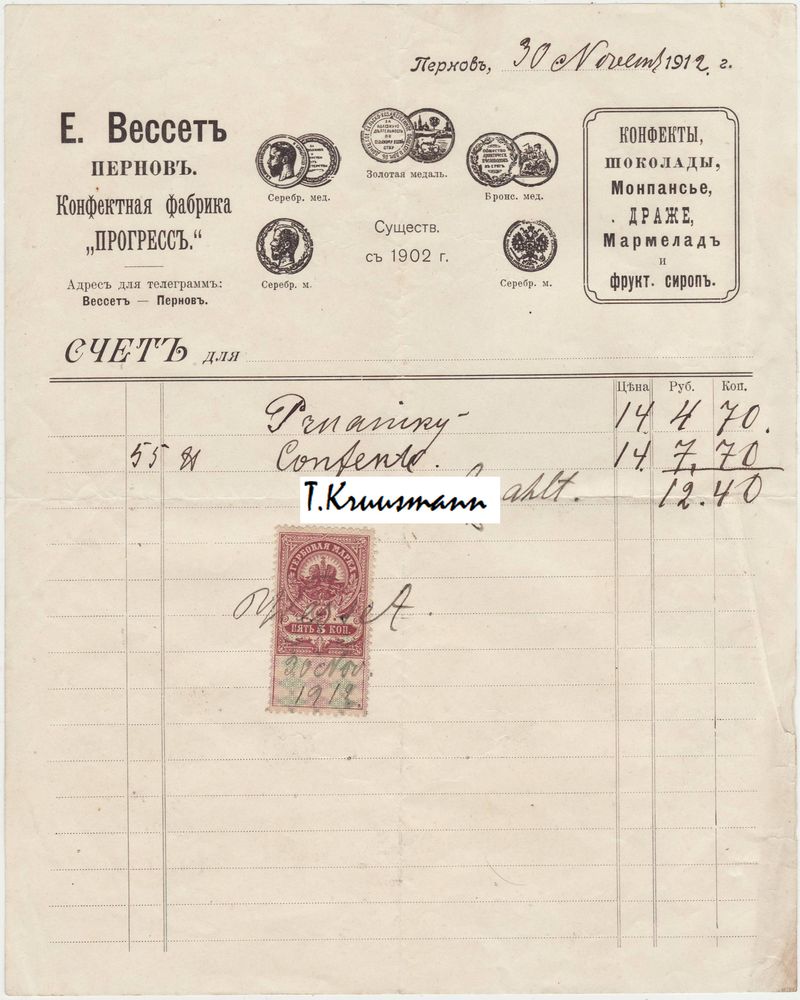 Перновъ, 30 Novemb 1912 г.
Е. Вессетъ
ПЕРНОВЪ.
Конфектная фабрика
„ПРОГРЕССЪ.“
Адресъ для телеграммъ:
Вессетъ — Перновъ.
Серебр. мед.
Золотая медаль.
Бронс. мед.
Серебр. м.
Существ.
съ 1902 г.
Серебр. м.
КОНФЕКТЫ,
ШОКОЛАДЫ,
Монпансье,
ДРАЖЕ,
Мармеладъ
и
фрукт. сиропъ.
СЧЕТЪ для
Цѣна Руб. Коп.
14. 4 70.
55 14. 7. 70
12.40
T.Kruusmann
ГЕРБОВАЯ МАРКА
ПЯТЬ 5 КОП.
30 Nov.
1912.